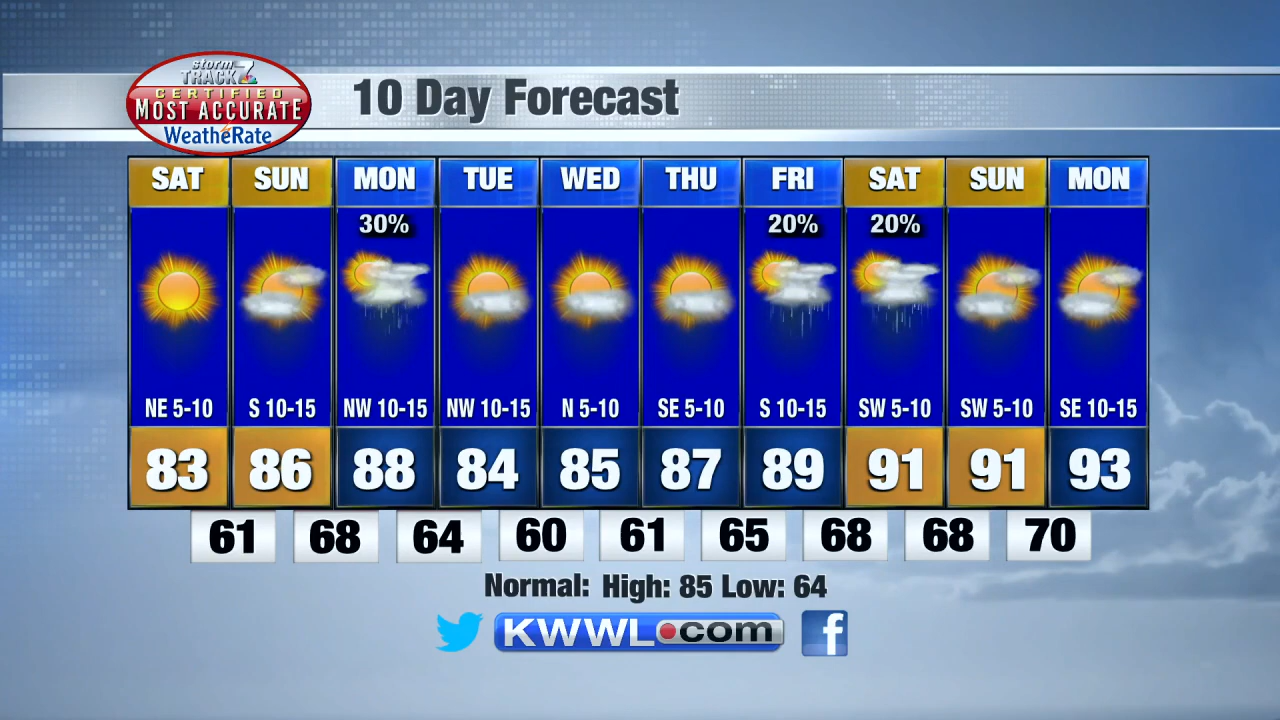 storm
TRACK 7
CERTIFIED
MOST ACCURATE
WeatheRate
10 Day Forecast
SAT SUN MON TUE WED THU FRI SAT SUN MON
30% 20% 20%
NE 5-10 S 10-15 NW 10-15 NW 10-15 N 5-10 SE 5-10 S 10-15 SW 5-10 SW 5-10 SE 10-15
83 86 88 84 85 87 89 91 91 93
61 68 64 60 61 65 68 68 70
Normal: High: 85 Low: 64
KWWL.com
f